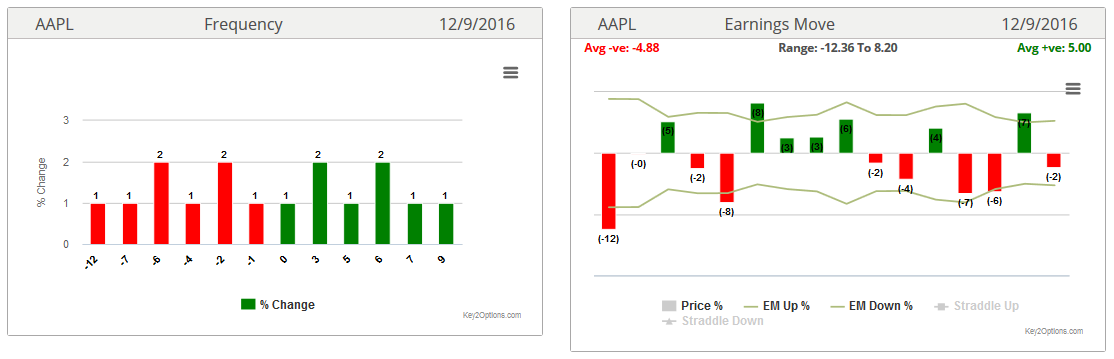 AAPL Frequency 12/9/2016
% Change
3
2
1
0
1 1 2 1 2 1 1 2 1 2 1 1
-12 -7 -6 -4 -2 -1 0 3 5 6 7 9
% Change
Key2Options.com
AAPL Earnings Move 12/9/2016
Avg -ve: -4.88 Range: -12.36 To 8.20 Avg +ve: 5.00
(-12) (-0) (5) (-2) (-8) (8) (3) (3) (6) (-2) (-4) (4) (-7) (-6) (7) (-2)
Price % EM Up % EM Down % Straddle Up
Straddle Down
Key2Options.com